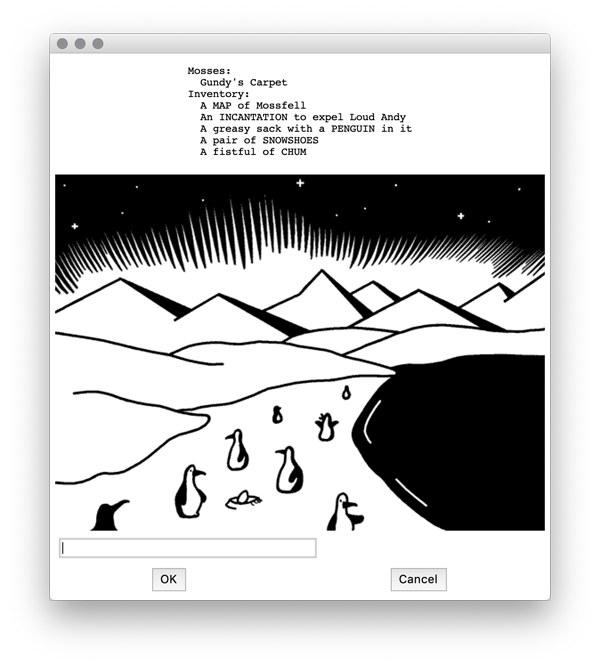 Mosses:
Gundy's Carpet
Inventory:
A MAP of Mossfell
An INCANTATION to expel Loud Andy
A greasy sack with a PENGUIN in it
A pair of SNOWSHOES
A fistful of CHUM
OK
Cancel